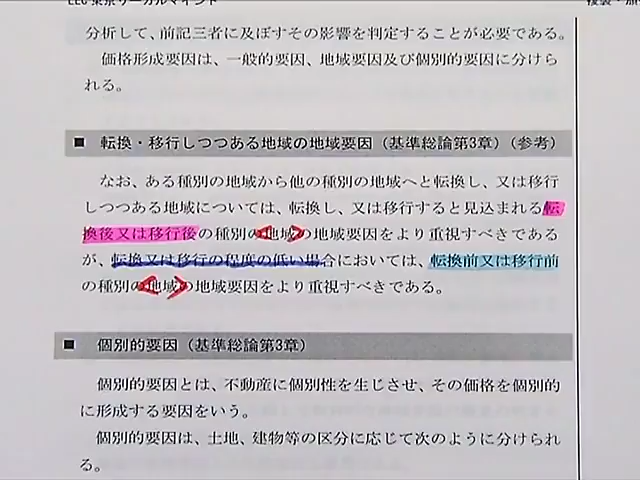 LEC 東京リーガルマインド
複製・頒
分析して、前記三者に及ぼすその影響を判定することが必要である。
価格形成要因は、一般的要因、地域要因及び個別的要因に分けら
れる。
■ 転換・移行しつつある地域の地域要因（基準総論第3章）（参考）
なお、ある種別の地域から他の種別の地域へと転換し、又は移行
しつつある地域については、転換し、又は移行すると見込まれる転
換後又は移行後の種別の地域の地域要因をより重視すべきである
が、転換又は移行の程度の低い場合においては、転換前又は移行前
の種別の地域の地域要因をより重視すべきである。
■ 個別的要因（基準総論第3章）
個別的要因とは、不動産に個別性を生じさせ、その価格を個別的
に形成する要因をいう。
個別的要因は、土地、建物等の区分に応じて次のように分けられ
る。